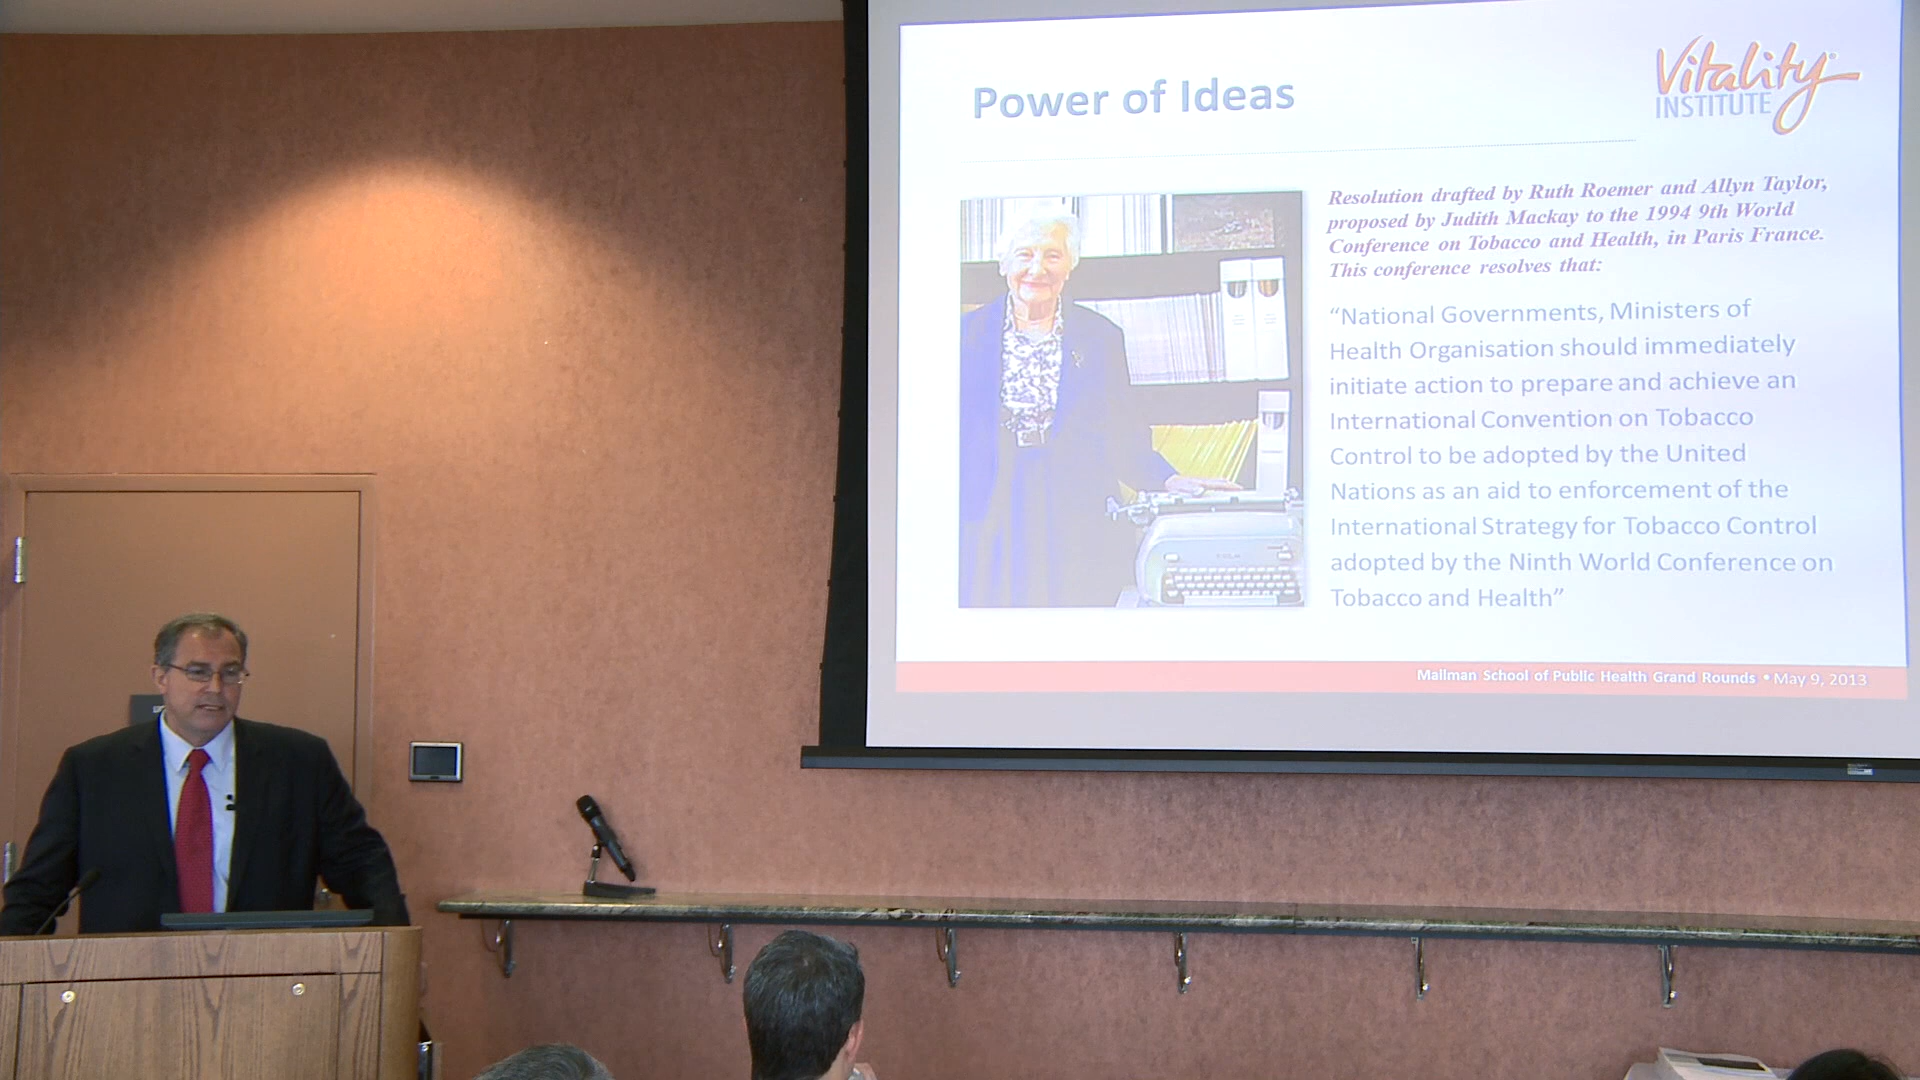 Power of Ideas
Vitality
INSTITUTE
Resolution drafted by Ruth Roemer and Allyn Taylor,
proposed by Judith Mackay to the 1994 9th World
Conference on Tobacco and Health, in Paris France.
This conference resolves that:
“National Governments, Ministers of
Health Organisation should immediately
initiate action to prepare and achieve an
International Convention on Tobacco
Control to be adopted by the United
Nations as an aid to enforcement of the
International Strategy for Tobacco Control
adopted by the Ninth World Conference on
Tobacco and Health”
Mailman School of Public Health Grand Rounds • May 9, 2013